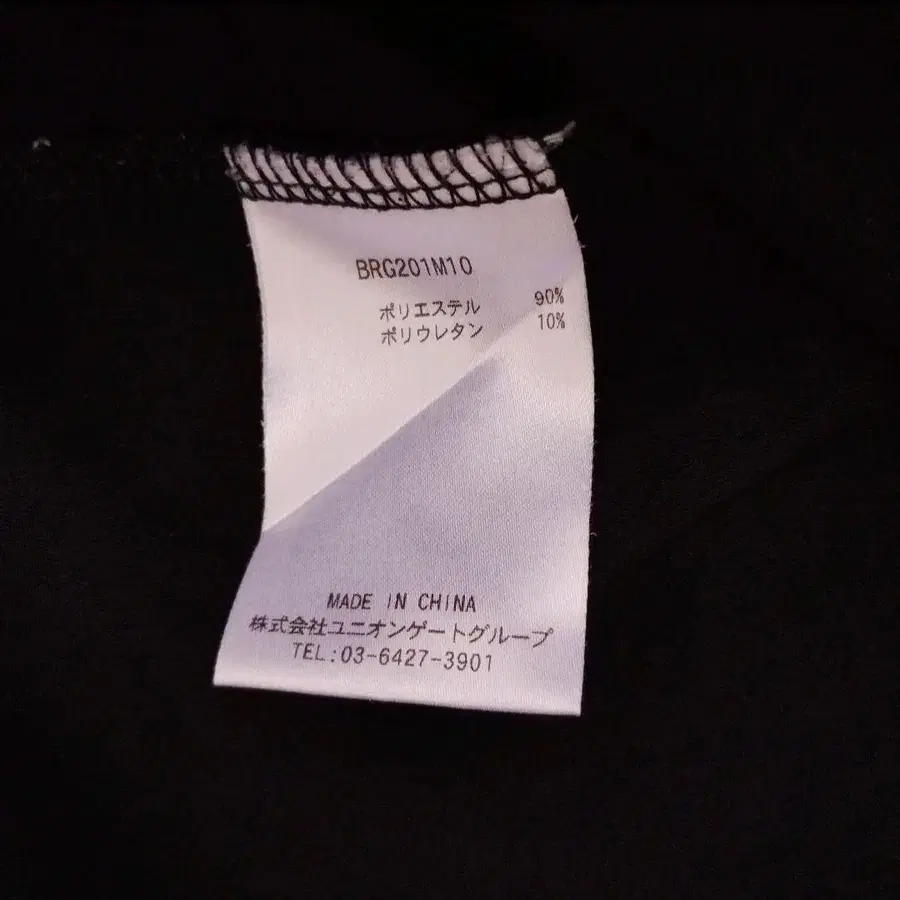 BRG201M10
ポリエステル 90%
ポリウレタン 10%
MADE IN CHINA
株式会社ユニオンゲートグループ
TEL:03-6427-3901